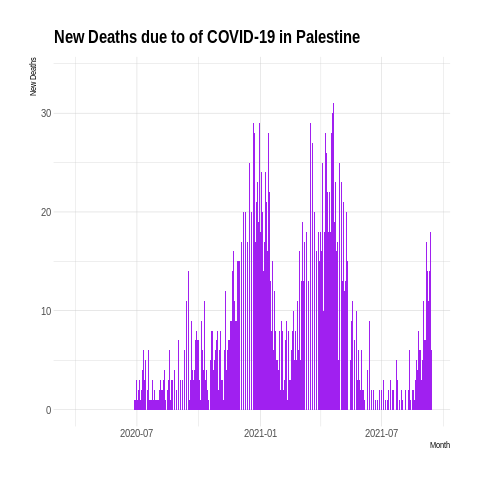 New Deaths due to of COVID-19 in Palestine
New Deaths
30
20
10
0
2020-07 2021-01 2021-07
Month